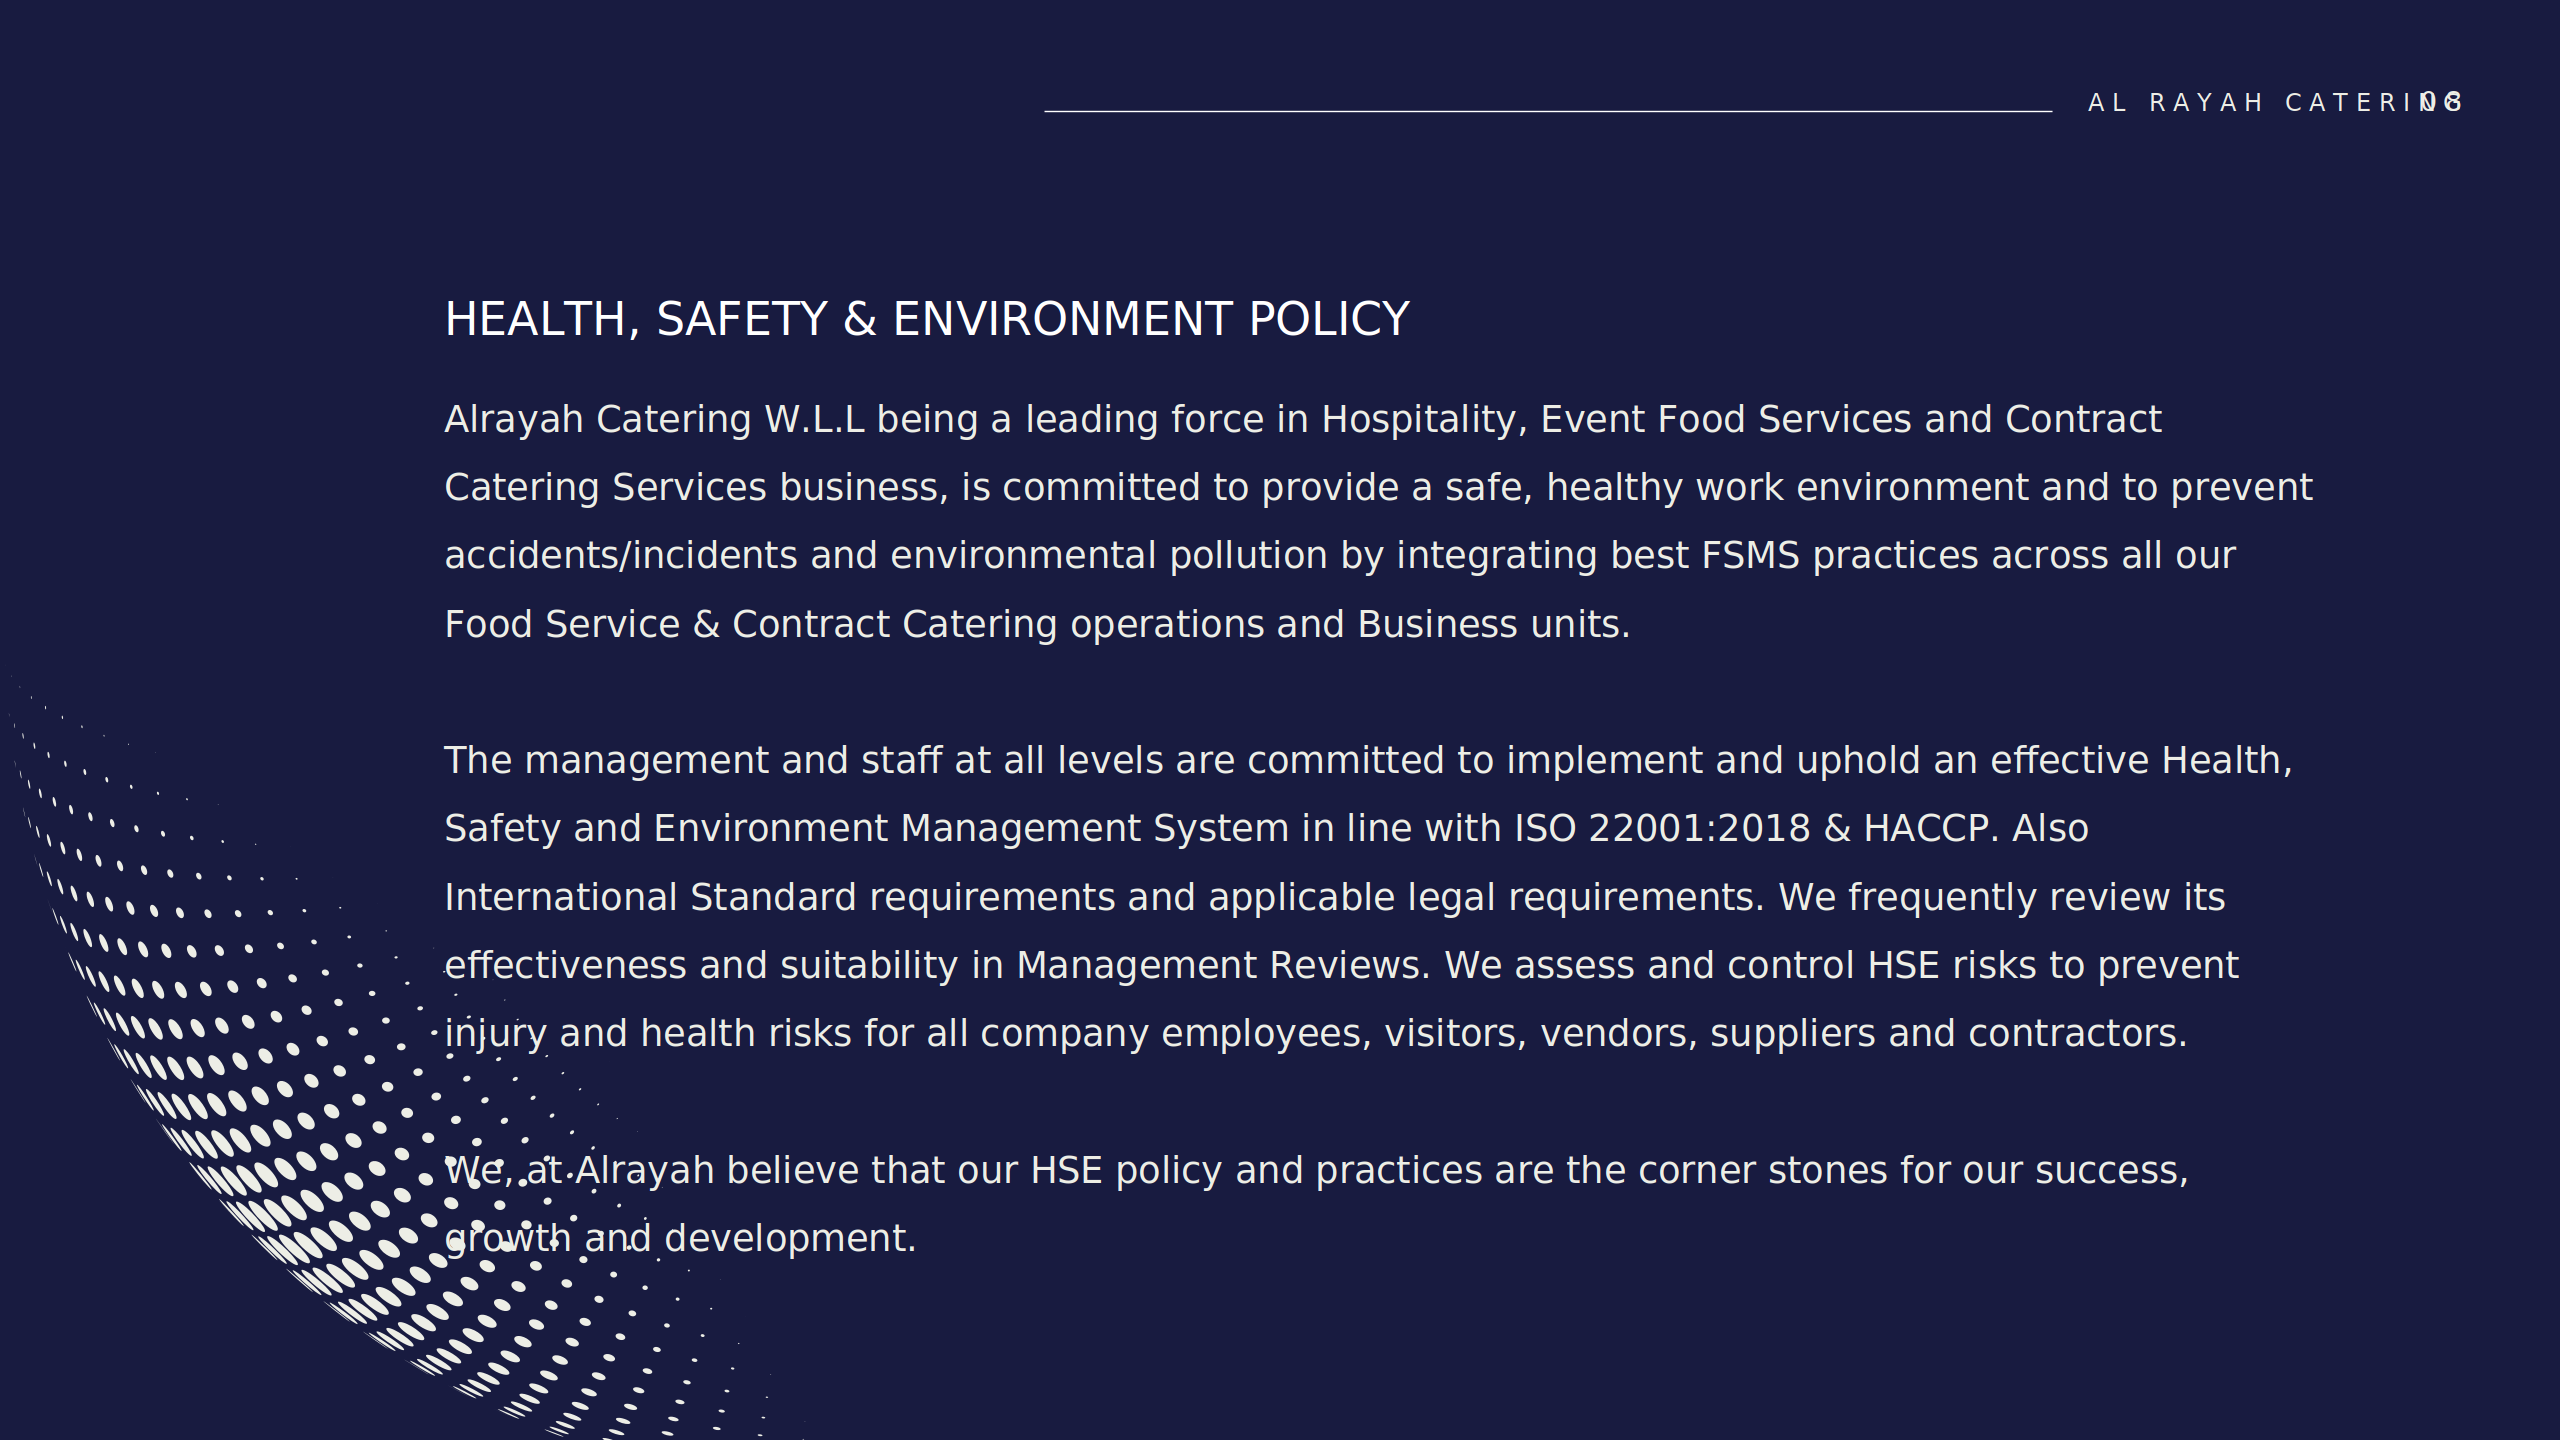 AL RAYAH CATERING
08
HEALTH, SAFETY & ENVIRONMENT POLICY
Alrayah Catering W.L.L being a leading force in Hospitality, Event Food Services and Contract
Catering Services business, is committed to provide a safe, healthy work environment and to prevent
accidents/incidents and environmental pollution by integrating best FSMS practices across all our
Food Service & Contract Catering operations and Business units.
The management and staff at all levels are committed to implement and uphold an effective Health,
Safety and Environment Management System in line with ISO 22001:2018 & HACCP. Also
International Standard requirements and applicable legal requirements. We frequently review its
effectiveness and suitability in Management Reviews. We assess and control HSE risks to prevent
injury and health risks for all company employees, visitors, vendors, suppliers and contractors.
We, at Alrayah believe that our HSE policy and practices are the corner stones for our success,
growth and development.